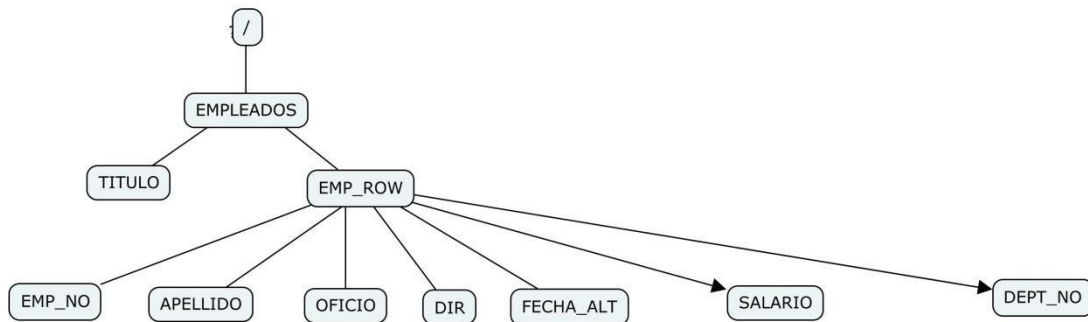 /
EMPLEADOS
TITULO
EMP_ROW
EMP_NO
APELLIDO
OFICIO
DIR
FECHA_ALT
SALARIO
DEPT_NO